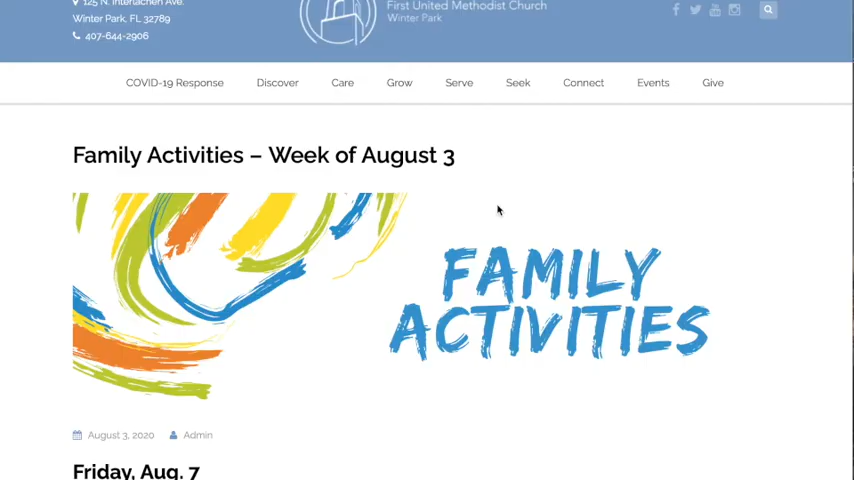 125 N. Interlachen Ave.
Winter Park, FL 32789
407-644-2906
First United Methodist Church
Winter Park
COVID-19 Response Discover Care Grow Serve Seek Connect Events Give
Family Activities – Week of August 3
FAMILY
ACTIVITIES
August 3, 2020 Admin
Friday, Aug. 7